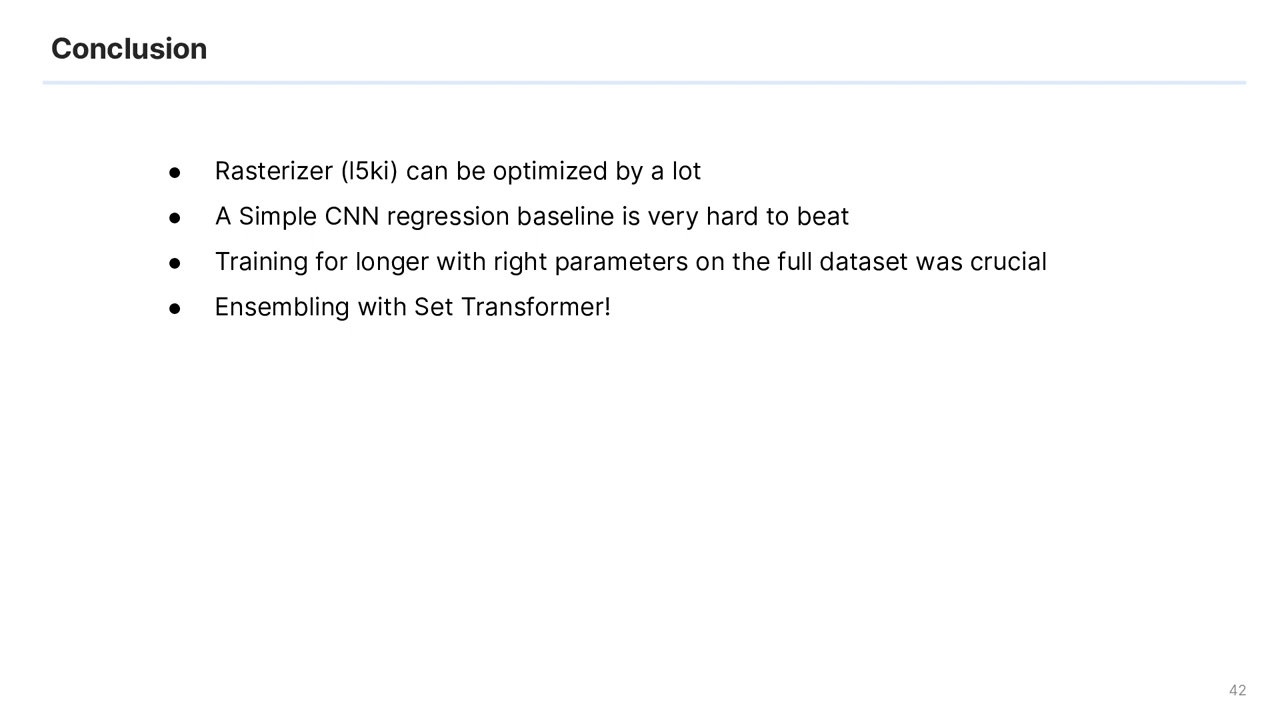 Conclusion
● Rasterizer (l5ki) can be optimized by a lot
● A Simple CNN regression baseline is very hard to beat
● Training for longer with right parameters on the full dataset was crucial
● Ensembling with Set Transformer!
42